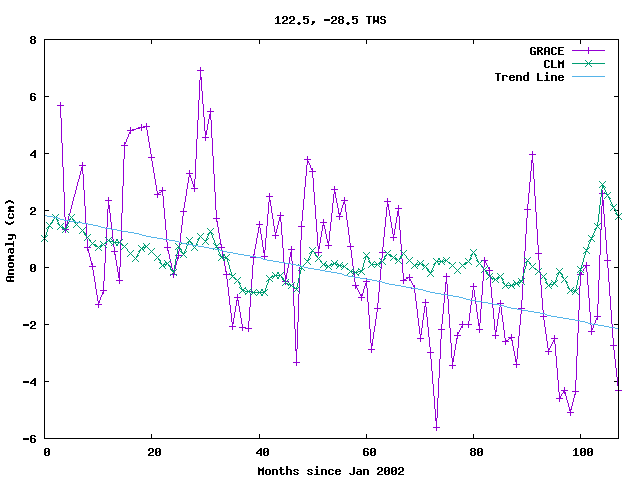 122.5, -28.5 TWS
GRACE
CLM
Trend Line
8
6
4
2
0
-2
-4
-6
Anomaly (cm)
0 20 40 60 80 100
Months since Jan 2002